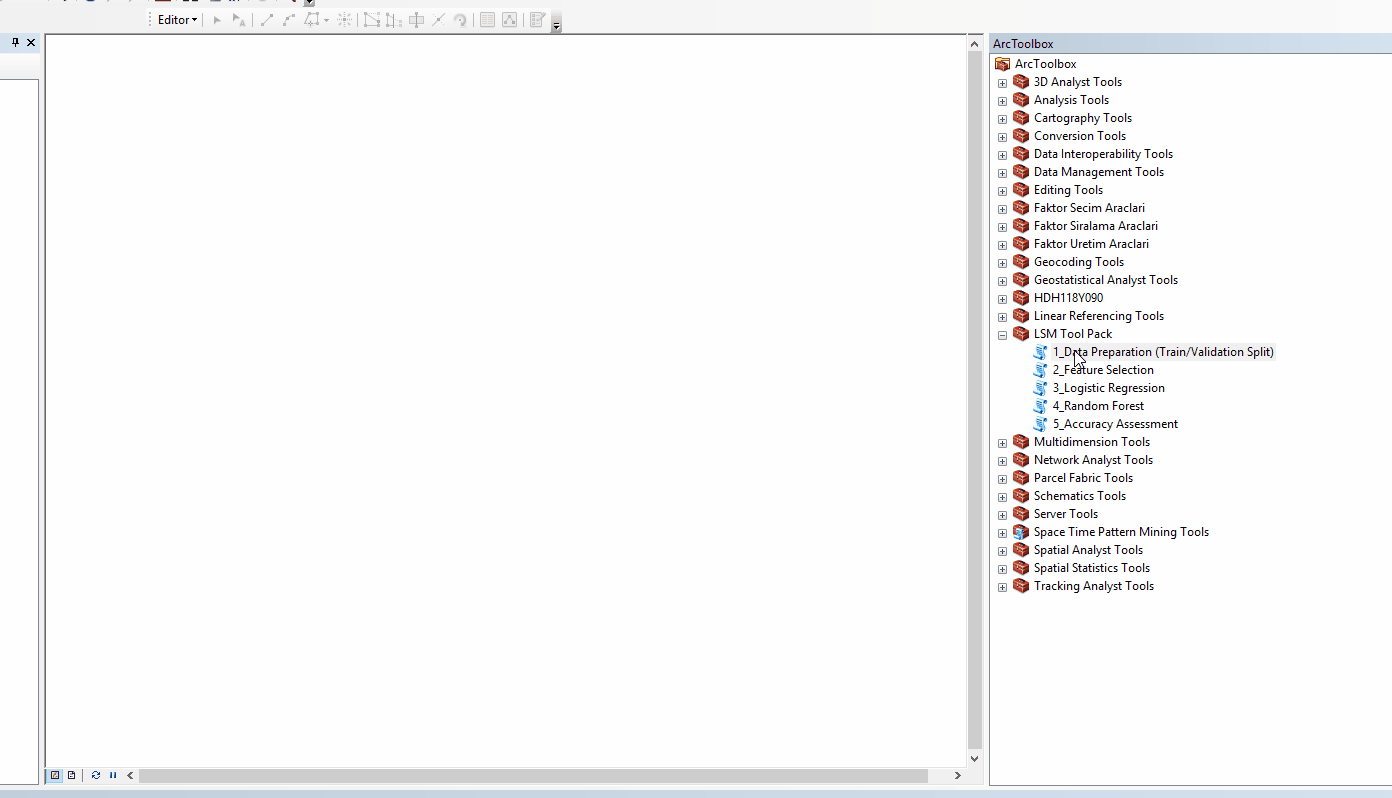 Editor
ArcToolbox
ArcToolbox
3D Analyst Tools
Analysis Tools
Cartography Tools
Conversion Tools
Data Interoperability Tools
Data Management Tools
Editing Tools
Faktor Secim Araclari
Faktor Siralama Araclari
Faktor Uretim Araclari
Geocoding Tools
Geostatistical Analyst Tools
HDH118Y090
Linear Referencing Tools
LSM Tool Pack
1_Data Preparation (Train/Validation Split)
2_Feature Selection
3_Logistic Regression
4_Random Forest
5_Accuracy Assessment
Multidimension Tools
Network Analyst Tools
Parcel Fabric Tools
Schematics Tools
Server Tools
Space Time Pattern Mining Tools
Spatial Analyst Tools
Spatial Statistics Tools
Tracking Analyst Tools